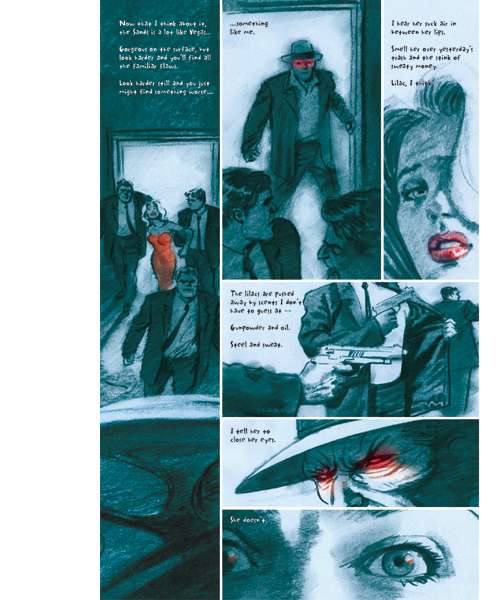 Now that I think about it,
the Sands is a lot like Vegas...
Gorgeous on the surface, but
look harder and you'll find all
the familiar flaws.
Look harder still and you just
might find something worse...
...something
like me.
I hear her suck air in
between her lips.
Smell her over yesterday's
trash and the stink of
sweaty money.
Lilac, I think.
The lilacs are pushed
away by scents I don't
have to guess at --
Gunpowder and oil.
Steel and sweat.
I tell her to
close her eyes.
She doesn't.